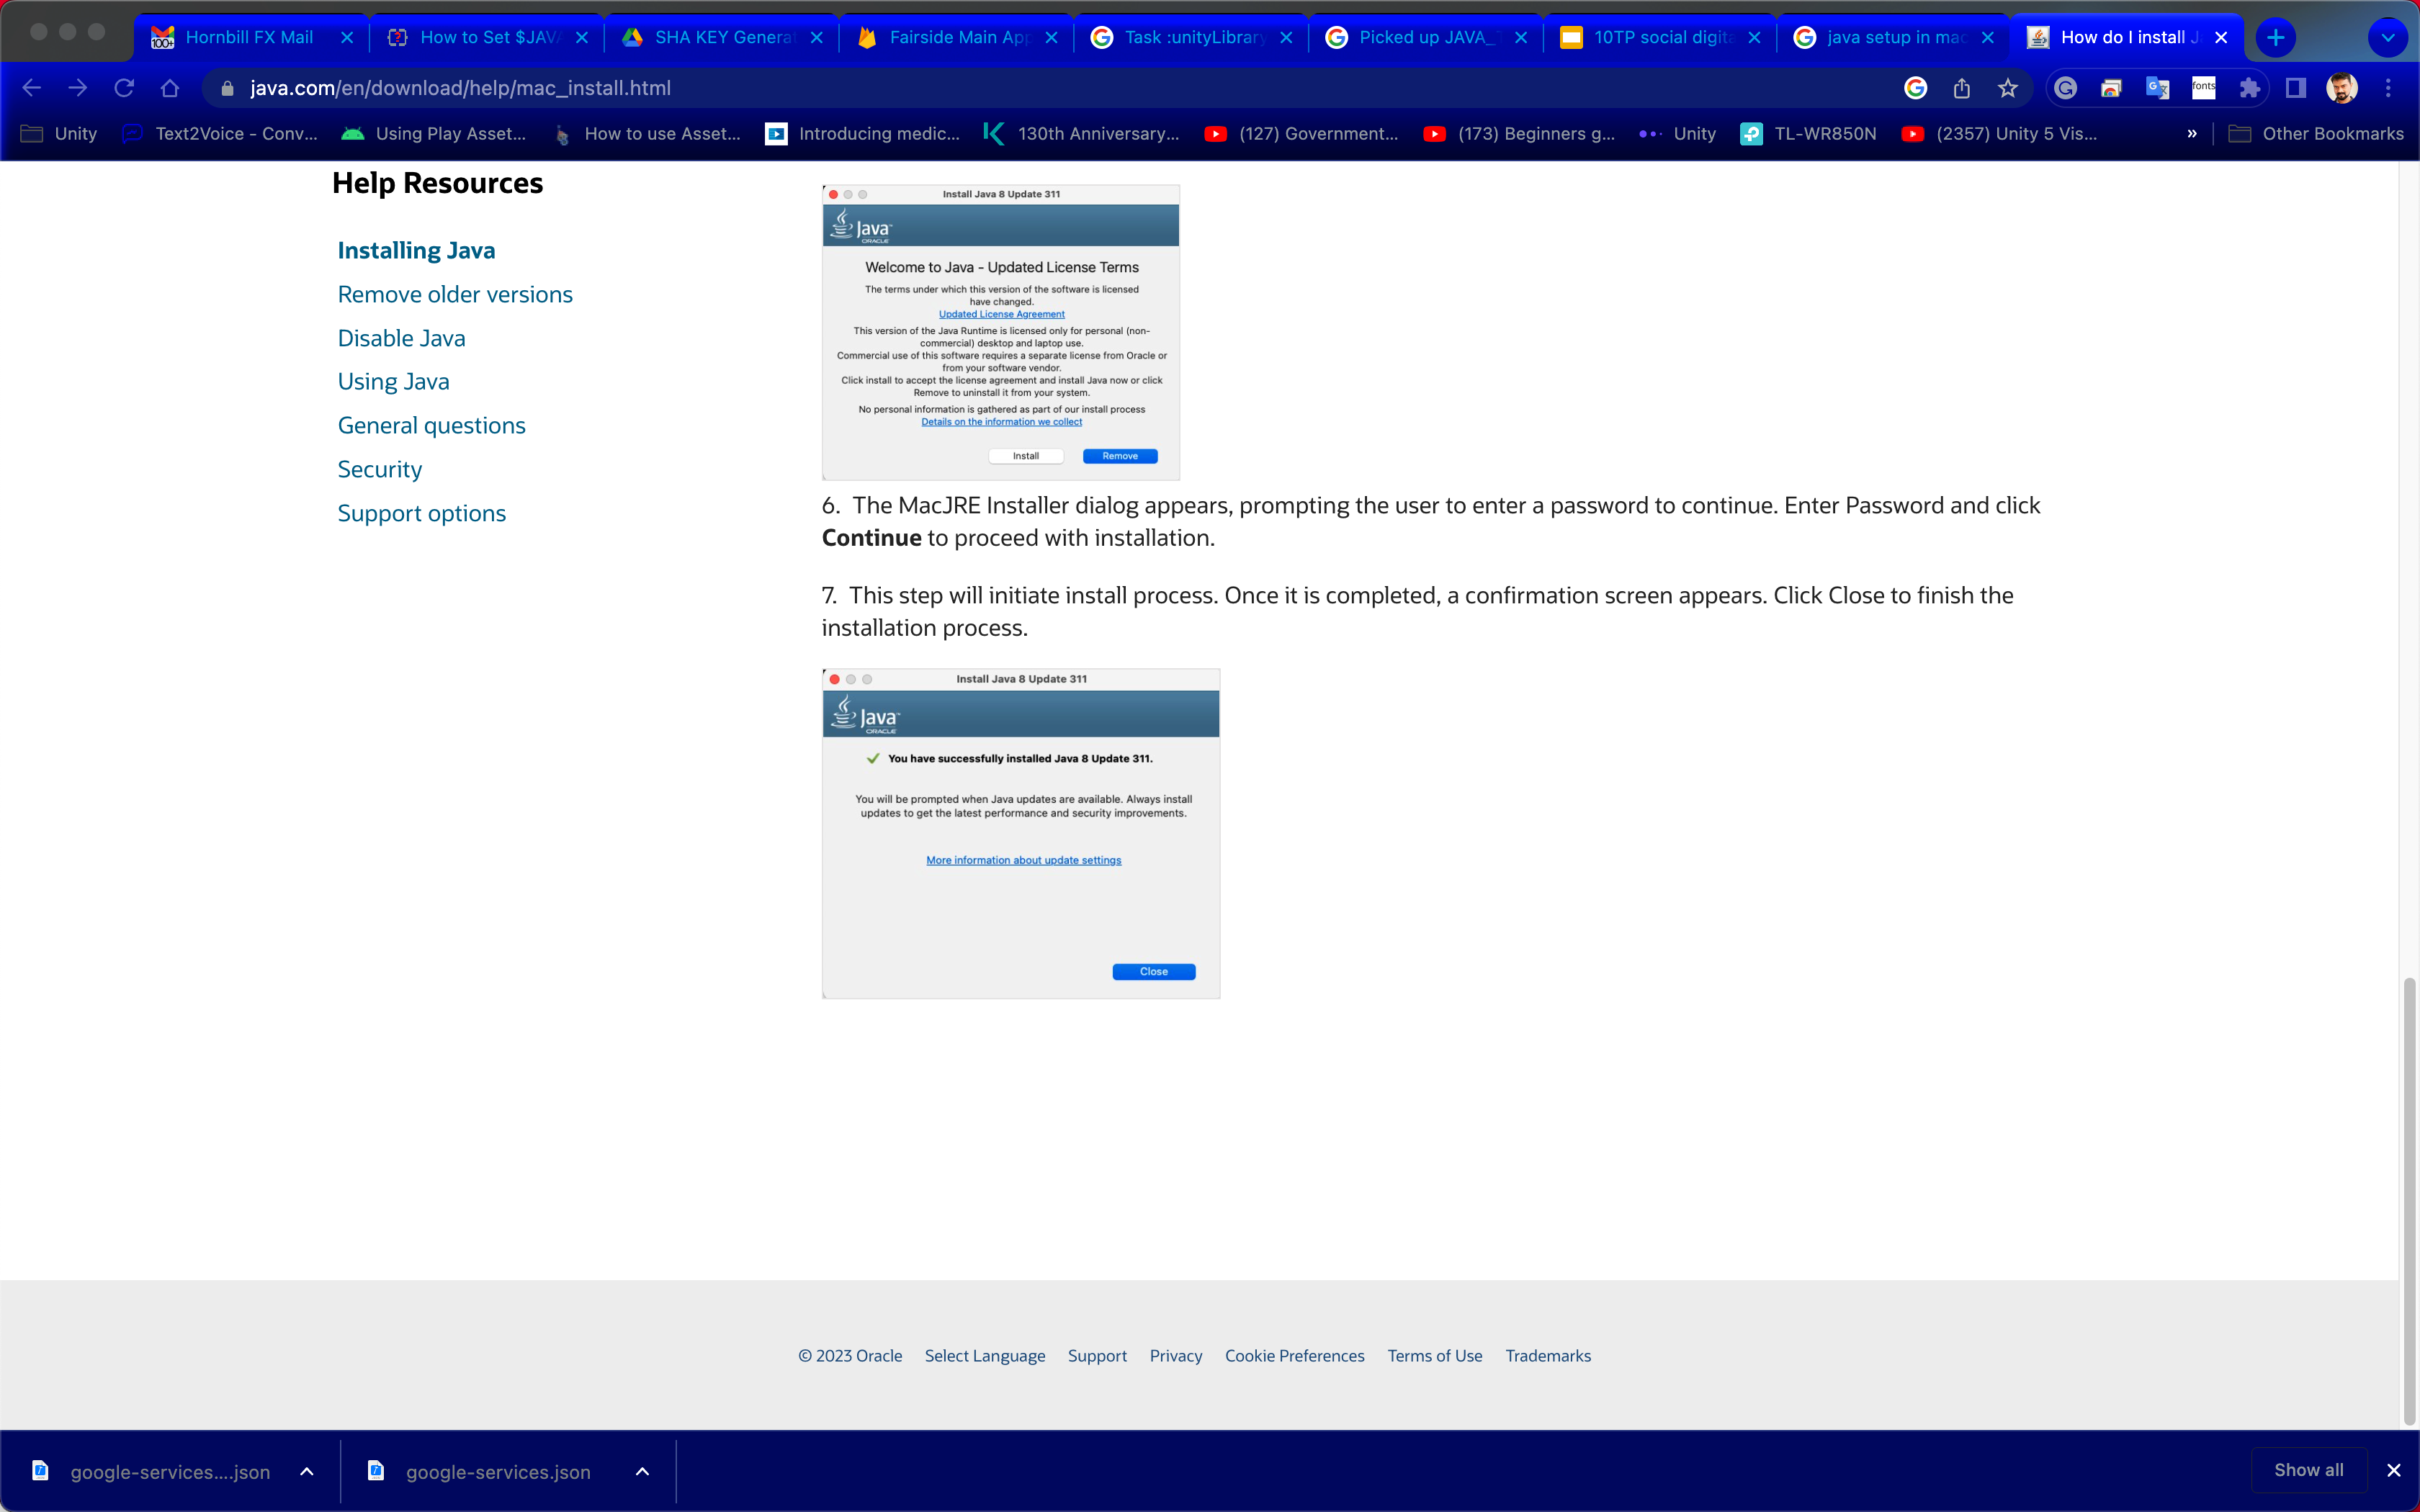 Hornbill FX Mail
How to Set $JAVA
SHA KEY Genera
Fairside Main App
Task :unityLibrary
Picked up JAVA_
10TP social digita
java setup in mac
How do I install J
java.com/en/download/help/mac_install.html
fonts
Unity
Text2Voice - Conv...
Using Play Asset...
How to use Asset...
Introducing medic...
130th Anniversary...
(127) Government...
(173) Beginners g...
Unity
TL-WR850N
(2357) Unity 5 Vis...
»
Other Bookmarks
Help Resources
Installing Java
Remove older versions
Disable Java
Using Java
General questions
Security
Support options
Install Java 8 Update 311
Java™
ORACLE
Welcome to Java - Updated License Terms
The terms under which this version of the software is licensed
have changed.
Updated License Agreement
This version of the Java Runtime is licensed only for personal (non-
commercial) desktop and laptop use.
Commercial use of this software requires a separate license from Oracle or
from your software vendor.
Click install to accept the license agreement and install Java now or click
Remove to uninstall it from your system.
No personal information is gathered as part of our install process
Details on the information we collect
Install
Remove
6. The MacJRE Installer dialog appears, prompting the user to enter a password to continue. Enter Password and click
Continue to proceed with installation.
7. This step will initiate install process. Once it is completed, a confirmation screen appears. Click Close to finish the
installation process.
Install Java 8 Update 311
Java™
ORACLE
You have successfully installed Java 8 Update 311.
You will be prompted when Java updates are available. Always install
updates to get the latest performance and security improvements.
More information about update settings
Close
© 2023 Oracle
Select Language
Support
Privacy
Cookie Preferences
Terms of Use
Trademarks
google-services....json
google-services.json
Show all